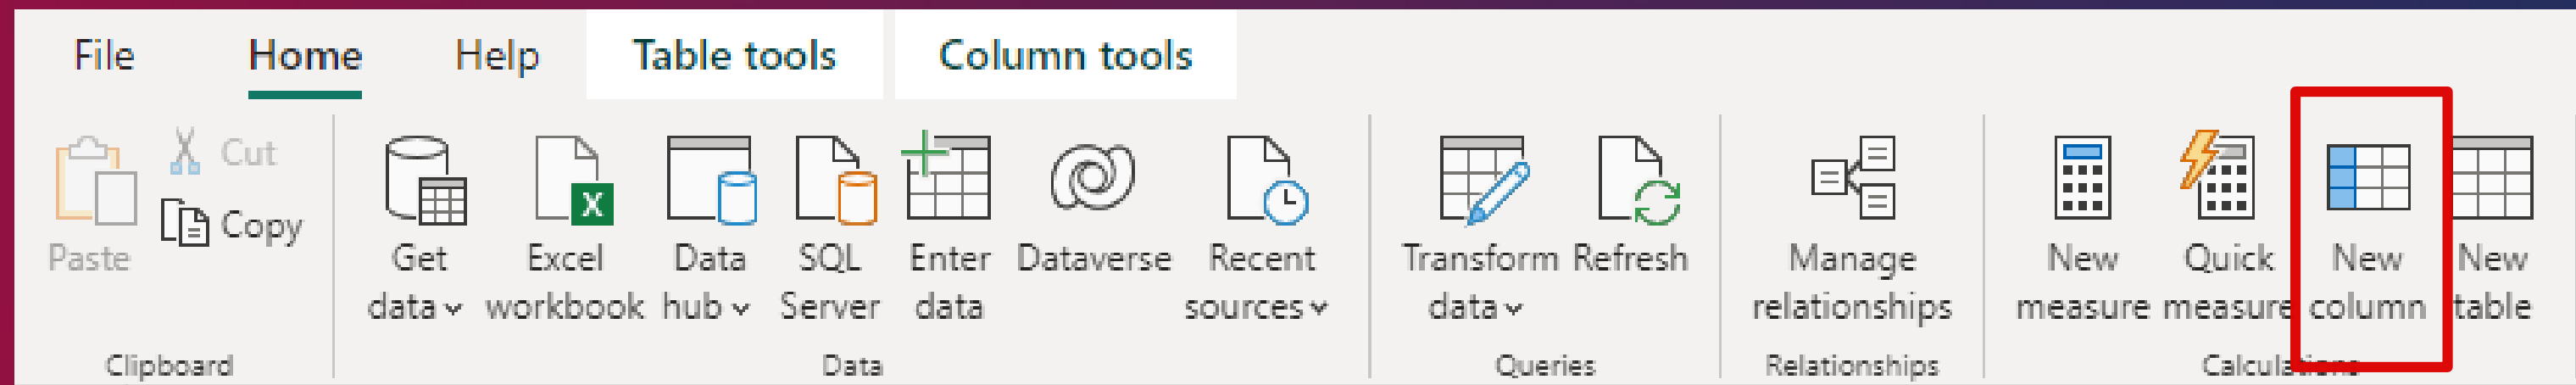 File Home Help Table tools Column tools
Paste
Cut
Copy
Clipboard
Get
data
Excel
workbook
Data
hub
SQL
Server
Enter
data
Dataverse
Recent
sources
Data
Transform
data
Refresh
Queries
Manage
relationships
Relationships
New
measure
Quick
measure
New
column
New
table
Calculations